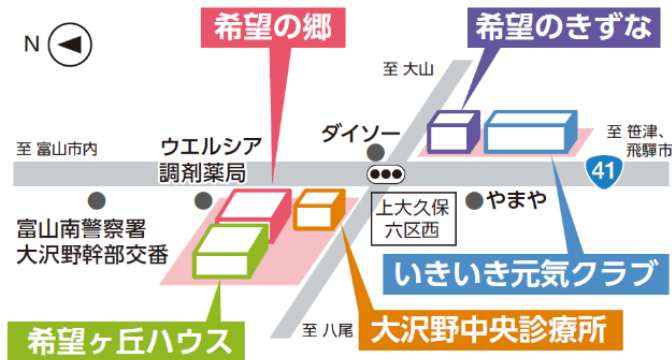 希望の郷
希望のきずな
N
至 大山
至 富山市内
ウエルシア
調剤薬局
ダイソー
至 笹津、
飛騨市
41
富山南警察署
大沢野幹部交番
上大久保
六区西
やまや
いきいき元気クラブ
希望ヶ丘ハウス
至 八尾
大沢野中央診療所